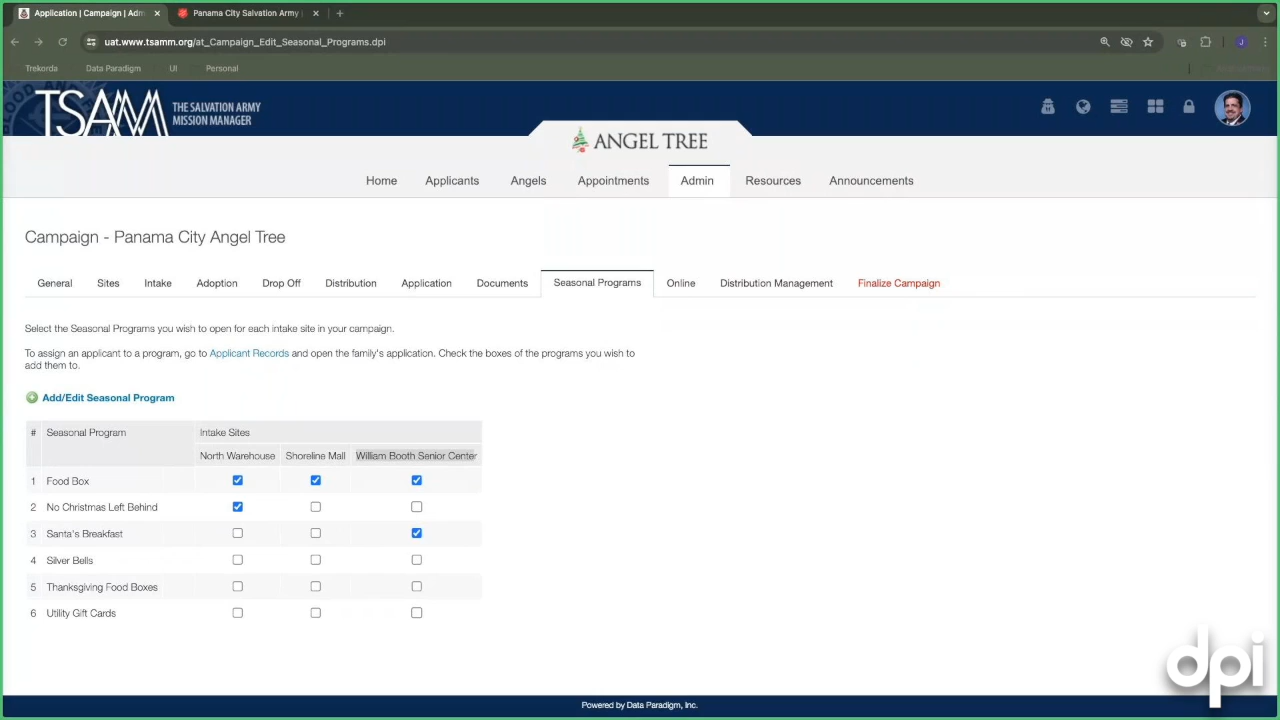 Application | Campaign | Adm
Panama City Salvation Army
uat.www.tsamm.org/at_Campaign_Edit_Seasonal_Programs.dpi
J
Trekorda
Data Paradigm
UI
Personal
TSAMM
THE SALVATION ARMY
MISSION MANAGER
ANGEL TREE
Home
Applicants
Angels
Appointments
Admin
Resources
Announcements
Campaign - Panama City Angel Tree
General
Sites
Intake
Adoption
Drop Off
Distribution
Application
Documents
Seasonal Programs
Online
Distribution Management
Finalize Campaign
Select the Seasonal Programs you wish to open for each intake site in your campaign.
To assign an applicant to a program, go to Applicant Records and open the family's application. Check the boxes of the programs you wish to
add them to.
Add/Edit Seasonal Program
# Seasonal Program Intake Sites
North Warehouse Shoreline Mall William Booth Senior Center
1 Food Box
2 No Christmas Left Behind
3 Santa's Breakfast
4 Silver Bells
5 Thanksgiving Food Boxes
6 Utility Gift Cards
dpi
Powered by Data Paradigm, Inc.